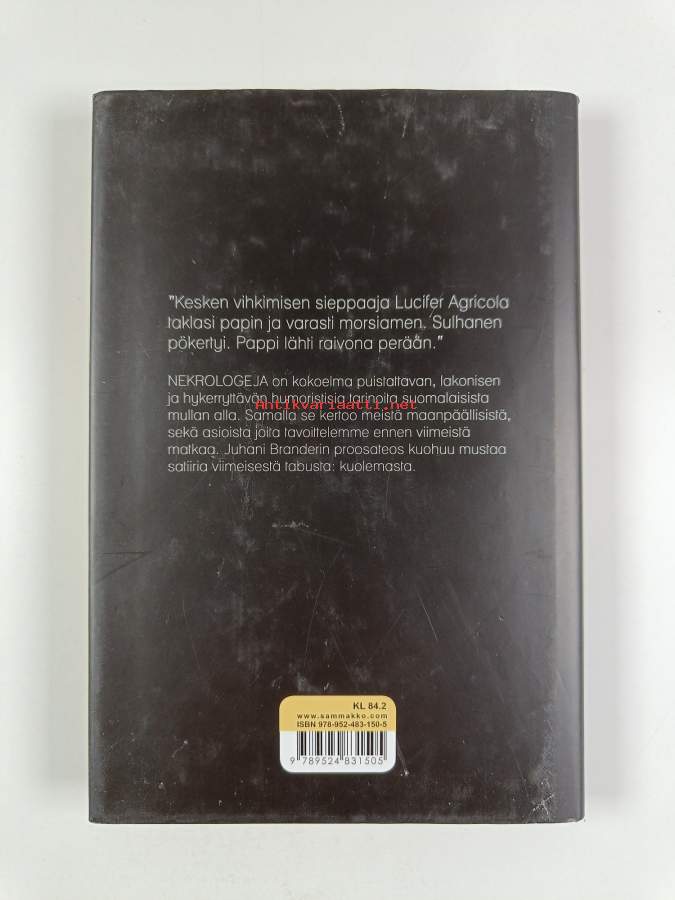 "Kesken vihkimisen sieppaaja Lucifer Agricola
taklasi papin ja varasti morsiamen. Sulhanen
pökertyi. Pappi lähti raivona perään."
NEKROLOGEJA on kokoelma puistattavan, lakonisen
ja hykerryttävän humoristisia tarinoita suomalaisista
Antikvariaatti.net
mullan alla. Samalla se kertoo meistä maanpäällisistä,
sekä asioista joita tavoittelemme ennen viimeistä
matkaa. Juhani Branderin proosateos kuohuu mustaa
satiiria viimeisestä tabusta: kuolemasta.
KL 84.2
www.sammakko.com
ISBN 978-952-483-150-5
9 789524 831505